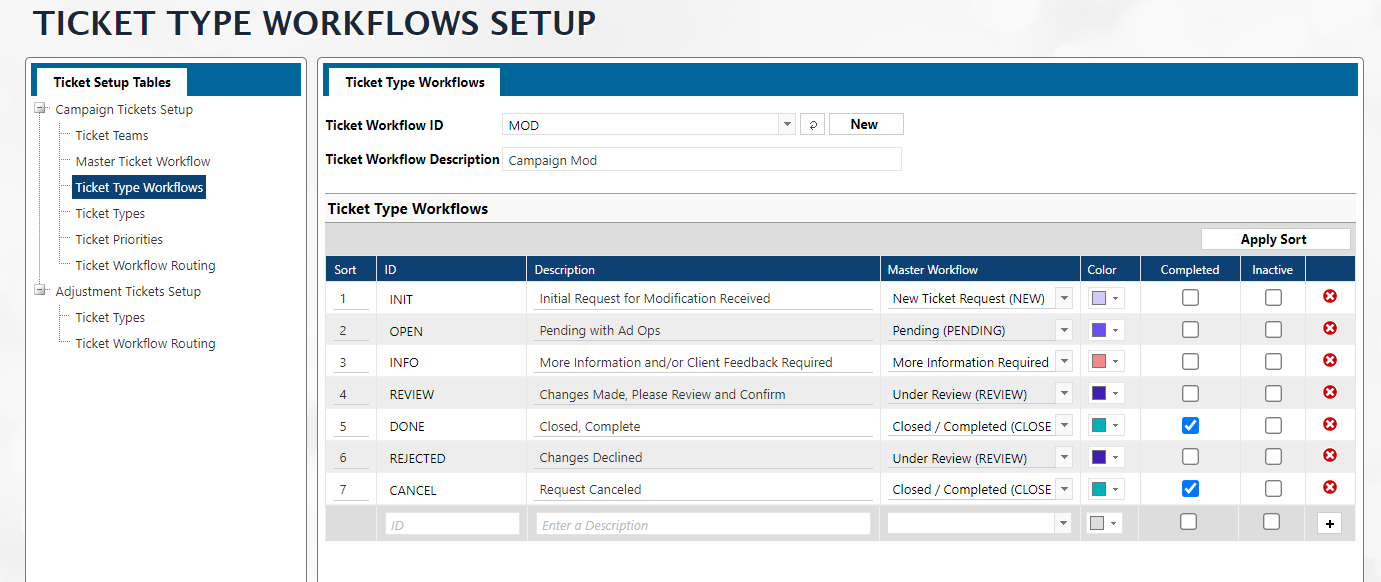 TICKET TYPE WORKFLOWS SETUP
Ticket Setup Tables
Campaign Tickets Setup
Ticket Teams
Master Ticket Workflow
Ticket Type Workflows
Ticket Types
Ticket Priorities
Ticket Workflow Routing
Adjustment Tickets Setup
Ticket Types
Ticket Workflow Routing
Ticket Type Workflows
Ticket Workflow ID MOD New
Ticket Workflow Description Campaign Mod
Ticket Type Workflows
Apply Sort
Sort ID Description Master Workflow Color Completed Inactive
1 INIT Initial Request for Modification Received New Ticket Request (NEW)
2 OPEN Pending with Ad Ops Pending (PENDING)
3 INFO More Information and/or Client Feedback Required More Information Required
4 REVIEW Changes Made, Please Review and Confirm Under Review (REVIEW)
5 DONE Closed, Complete Closed / Completed (CLOSE
6 REJECTED Changes Declined Under Review (REVIEW)
7 CANCEL Request Canceled Closed / Completed (CLOSE
ID Enter a Description